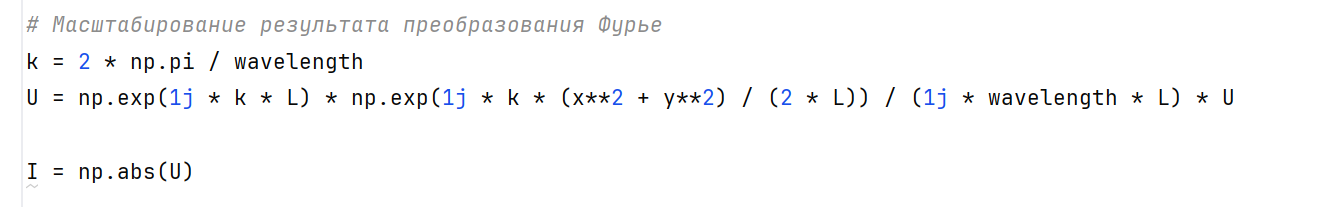 # Масштабирование результата преобразования Фурье
k = 2 * np.pi / wavelength
U = np.exp(1j * k * L) * np.exp(1j * k * (x**2 + y**2) / (2 * L)) / (1j * wavelength * L) * U
I = np.abs(U)